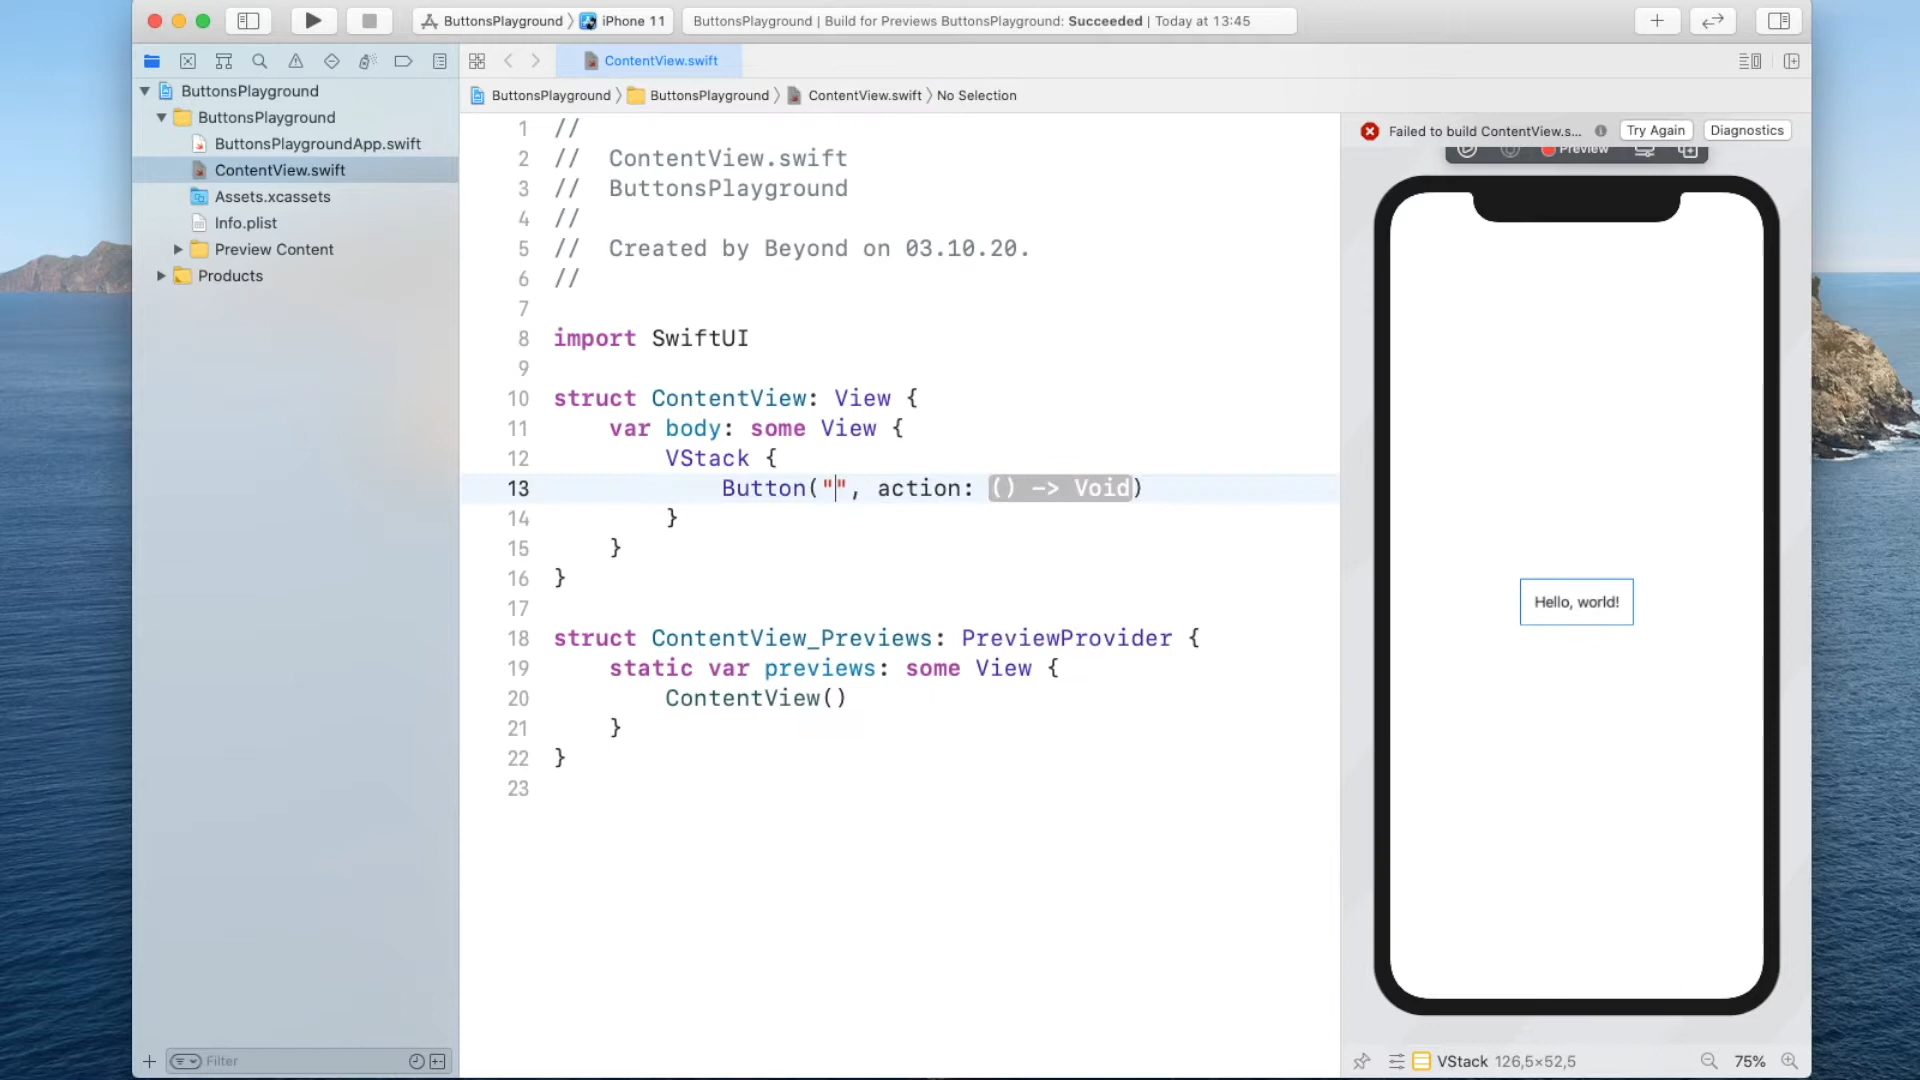 ButtonsPlayground 〉 iPhone 11
ButtonsPlayground | Build for Previews ButtonsPlayground: Succeeded | Today at 13:45
ContentView.swift
ButtonsPlayground
ButtonsPlayground 〉 ButtonsPlayground 〉 ContentView.swift 〉 No Selection
ButtonsPlayground
ButtonsPlaygroundApp.swift
ContentView.swift
Assets.xcassets
Info.plist
Preview Content
Products
1 //
2 //  ContentView.swift
3 //  ButtonsPlayground
4 //
5 //  Created by Beyond on 03.10.20.
6 //
7
8 import SwiftUI
9
10 struct ContentView: View {
11     var body: some View {
12         VStack {
13             Button("", action: () -> Void)
14         }
15     }
16 }
17
18 struct ContentView_Previews: PreviewProvider {
19     static var previews: some View {
20         ContentView()
21     }
22 }
23
Failed to build ContentView.s... Try Again Diagnostics
Preview
Hello, world!
Filter
VStack 126,5×52,5 75%